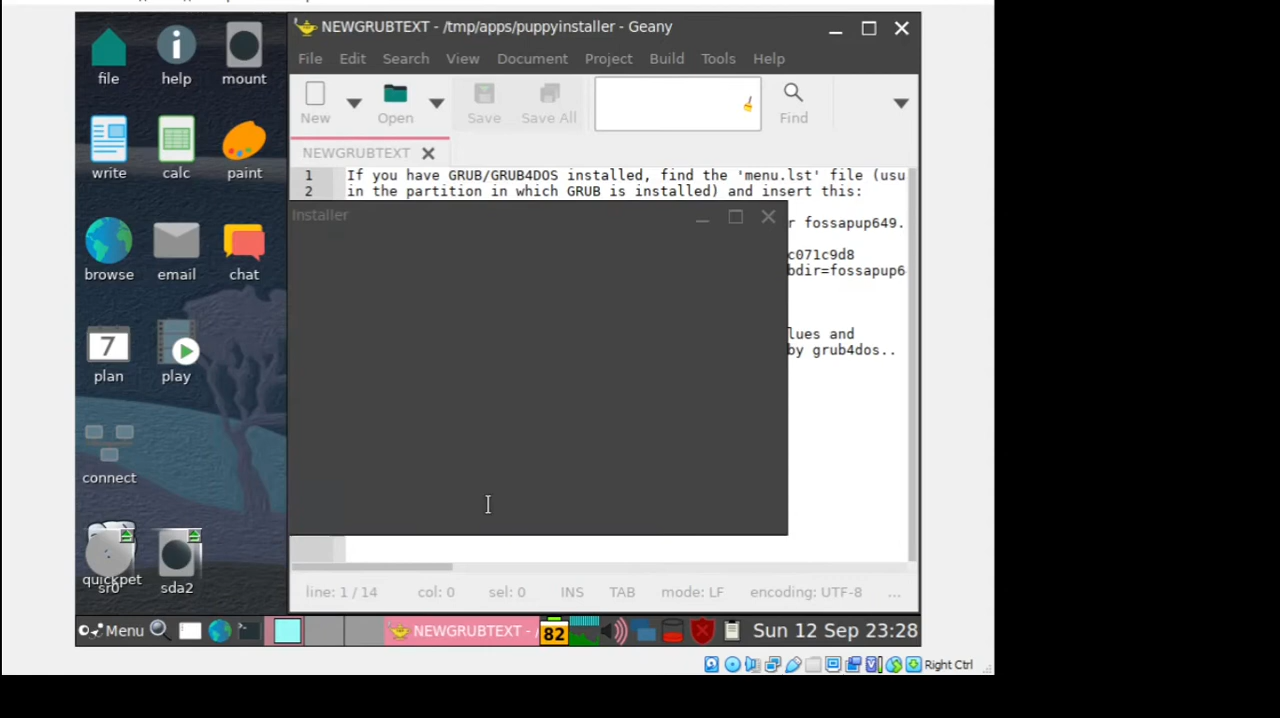 NEWGRUBTEXT - /tmp/apps/puppyinstaller - Geany
file help mount
File Edit Search View Document Project Build Tools Help
New Open Save Save All Find
write calc paint
NEWGRUBTEXT
1 If you have GRUB/GRUB4DOS installed, find the 'menu.lst' file (usu
2 in the partition in which GRUB is installed) and insert this:
Installer
r fossapup649.
c071c9d8
bdir=fossapup6
browse email chat
lues and
by grub4dos..
7
plan play
connect
quickpet
sr0 sda2
line: 1 / 14 col: 0 sel: 0 INS TAB mode: LF encoding: UTF-8 ...
Menu NEWGRUBTEXT - / 82 Sun 12 Sep 23:28
Right Ctrl